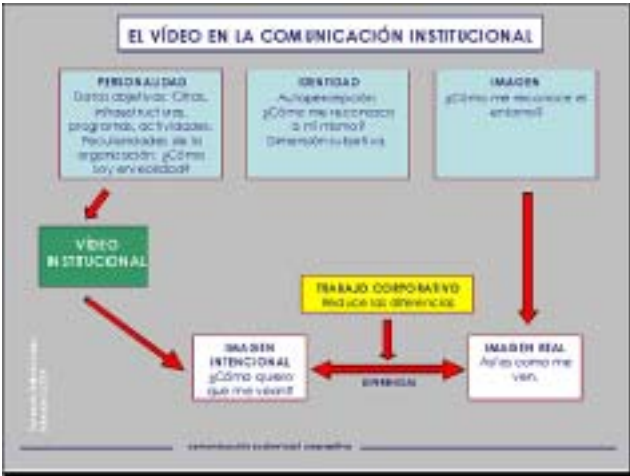 EL VÍDEO EN LA COMUNICACIÓN INSTITUCIONAL
PERSONALIDAD
Datos objetivos: Cifras,
infraestructuras,
programas, actividades.
Peculiaridades de la
organización: ¿Cómo
soy en realidad?
IDENTIDAD
Autopercepción:
¿Cómo me reconozco
a mí mismo?
Dimensión subjetiva.
IMAGEN
¿Cómo me reconoce el
entorno?
VÍDEO
INSTITUCIONAL
TRABAJO CORPORATIVO
Reduce las diferencias
IMAGEN
INTENCIONAL
¿Cómo quiero
que me vean?
IMAGEN REAL
Así es como me
ven.
comunicación audiovisual corporativa